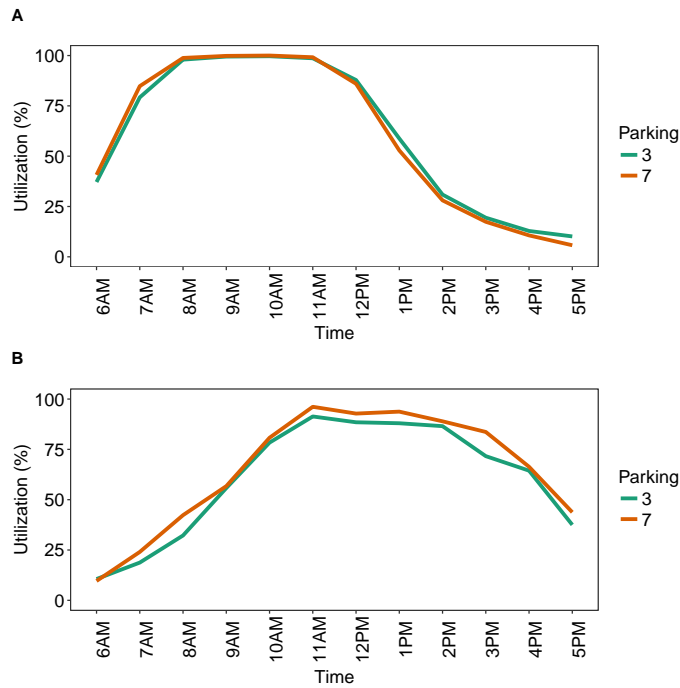 A
100
75
50
25
0
Utilization (%)
6AM 7AM 8AM 9AM 10AM 11AM 12PM 1PM 2PM 3PM 4PM 5PM
Time
Parking
3
7
B
100
75
50
25
0
Utilization (%)
6AM 7AM 8AM 9AM 10AM 11AM 12PM 1PM 2PM 3PM 4PM 5PM
Time
Parking
3
7